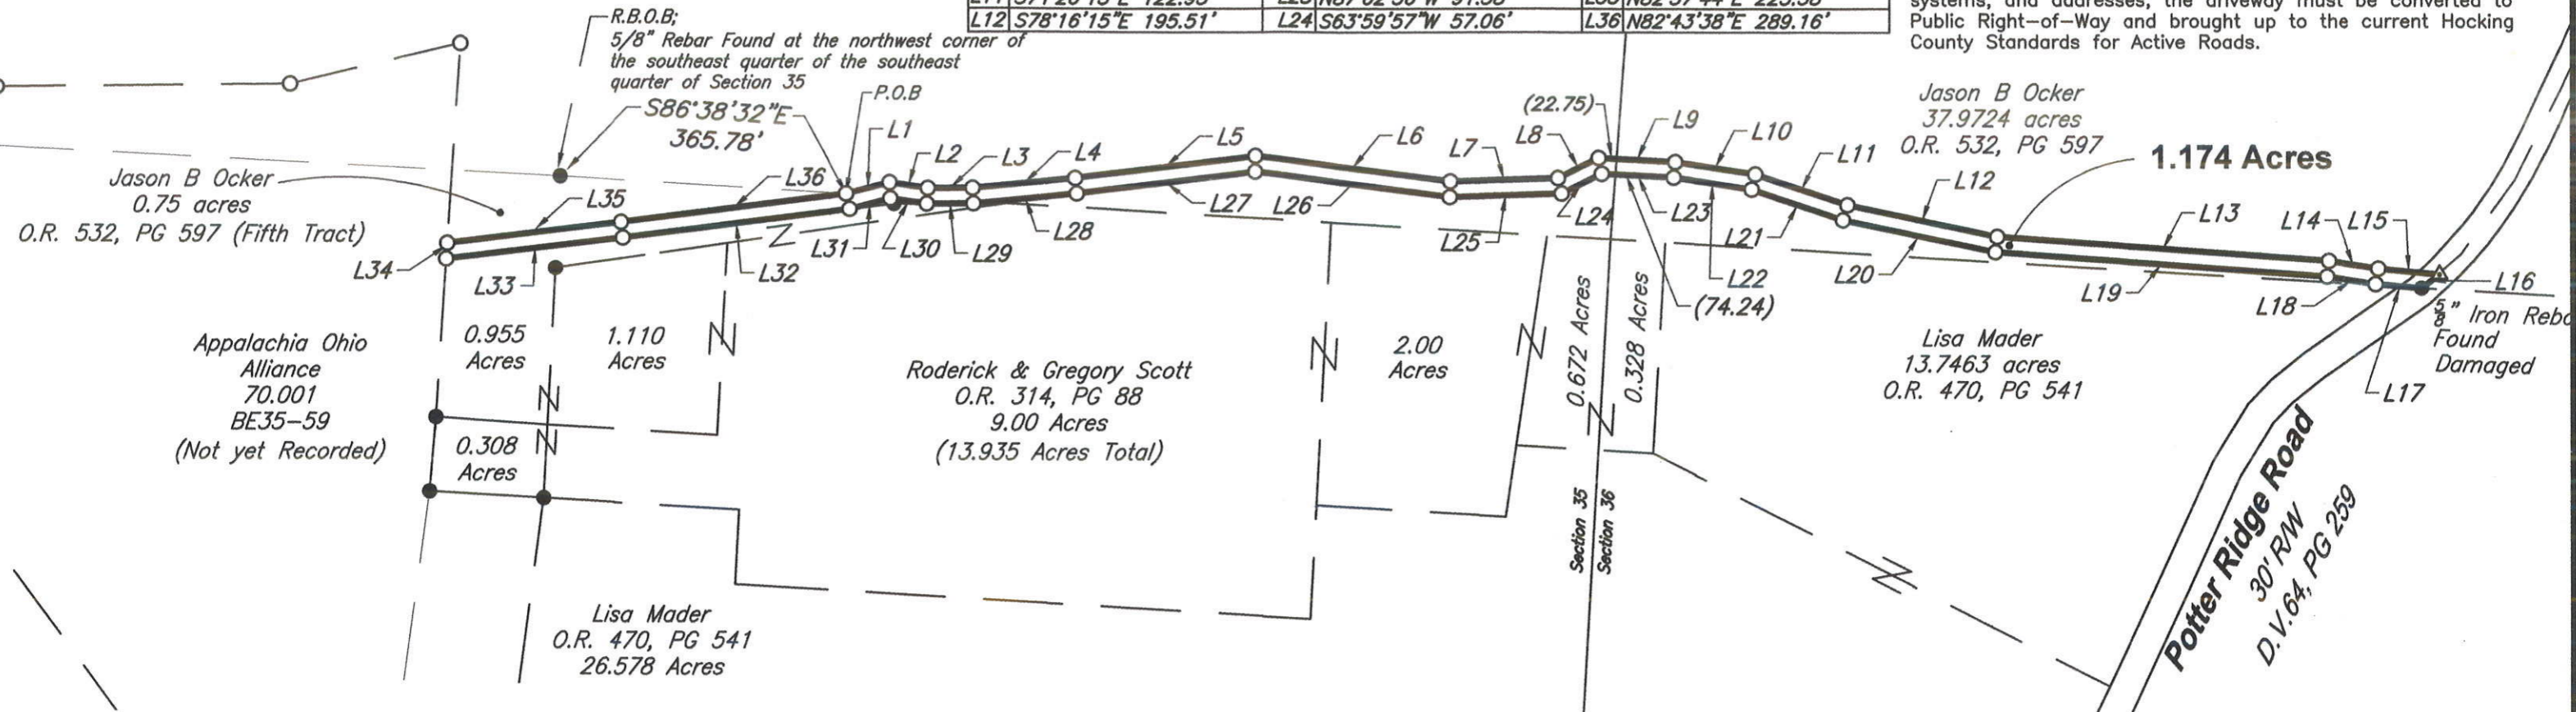 L12 S78°16'15"E 195.51' L24 S63°59'57"W 57.06' L36 N82°43'38"E 289.16'
systems, and addresses, the driveway must be converted to
Public Right-of-Way and brought up to the current Hocking
County Standards for Active Roads.
R.B.O.B;
5/8" Rebar Found at the northwest corner of
the southeast quarter of the southeast
quarter of Section 35
S86°38'32"E
365.78'
P.O.B
L1
L2
L3
L4
L5
L6
L7
L8
(22.75)
L9
L10
L11
L12
L13
L14
L15
L16
Jason B Ocker
37.9724 acres
O.R. 532, PG 597
1.174 Acres
Jason B Ocker
0.75 acres
O.R. 532, PG 597 (Fifth Tract)
L34
L35
L36
L33
L32
L31
L30
L29
L28
L27
L26
L25
L24
L23
L22
(74.24)
L21
L20
L19
L18
L17
5/8" Iron
Found
Damaged
Appalachia Ohio
Alliance
70.001
BE35-59
(Not yet Recorded)
0.955
Acres
1.110
Acres
0.308
Acres
Roderick & Gregory Scott
O.R. 314, PG 88
9.00 Acres
(13.935 Acres Total)
2.00
Acres
0.672 Acres
0.328 Acres
Section 35
Section 36
Lisa Mader
13.7463 acres
O.R. 470, PG 541
Lisa Mader
O.R. 470, PG 541
26.578 Acres
Potter Ridge Road
30' R/W
D.V. 64, PG 259